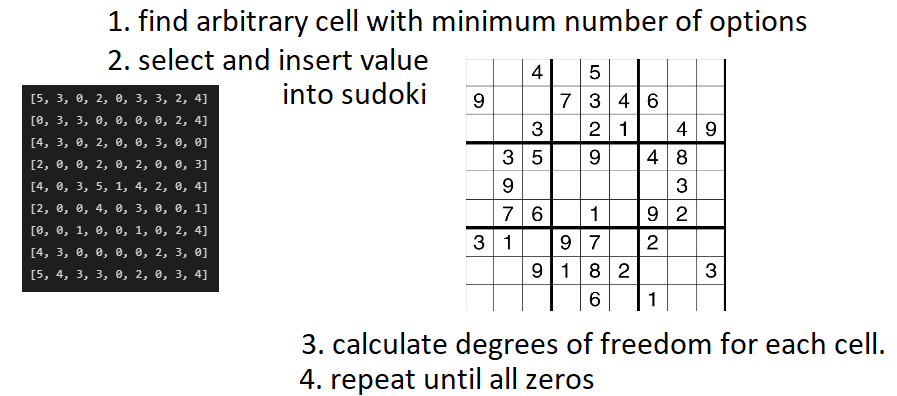 1. find arbitrary cell with minimum number of options
2. select and insert value
into sudoki
[5, 3, 0, 2, 0, 3, 3, 2, 4]
[0, 3, 3, 0, 0, 0, 0, 2, 4]
[4, 3, 0, 2, 0, 0, 3, 0, 0]
[2, 0, 0, 2, 0, 2, 0, 0, 3]
[4, 0, 3, 5, 1, 4, 2, 0, 4]
[2, 0, 0, 4, 0, 3, 0, 0, 1]
[0, 0, 1, 0, 0, 1, 0, 2, 4]
[4, 3, 0, 0, 0, 0, 2, 3, 0]
[5, 4, 3, 3, 0, 2, 0, 3, 4]
4 5
9 7 3 4 6
3 2 1 4 9
3 5 9 4 8
9 3
7 6 1 9 2
3 1 9 7 2
9 1 8 2 3
6 1
3. calculate degrees of freedom for each cell.
4. repeat until all zeros